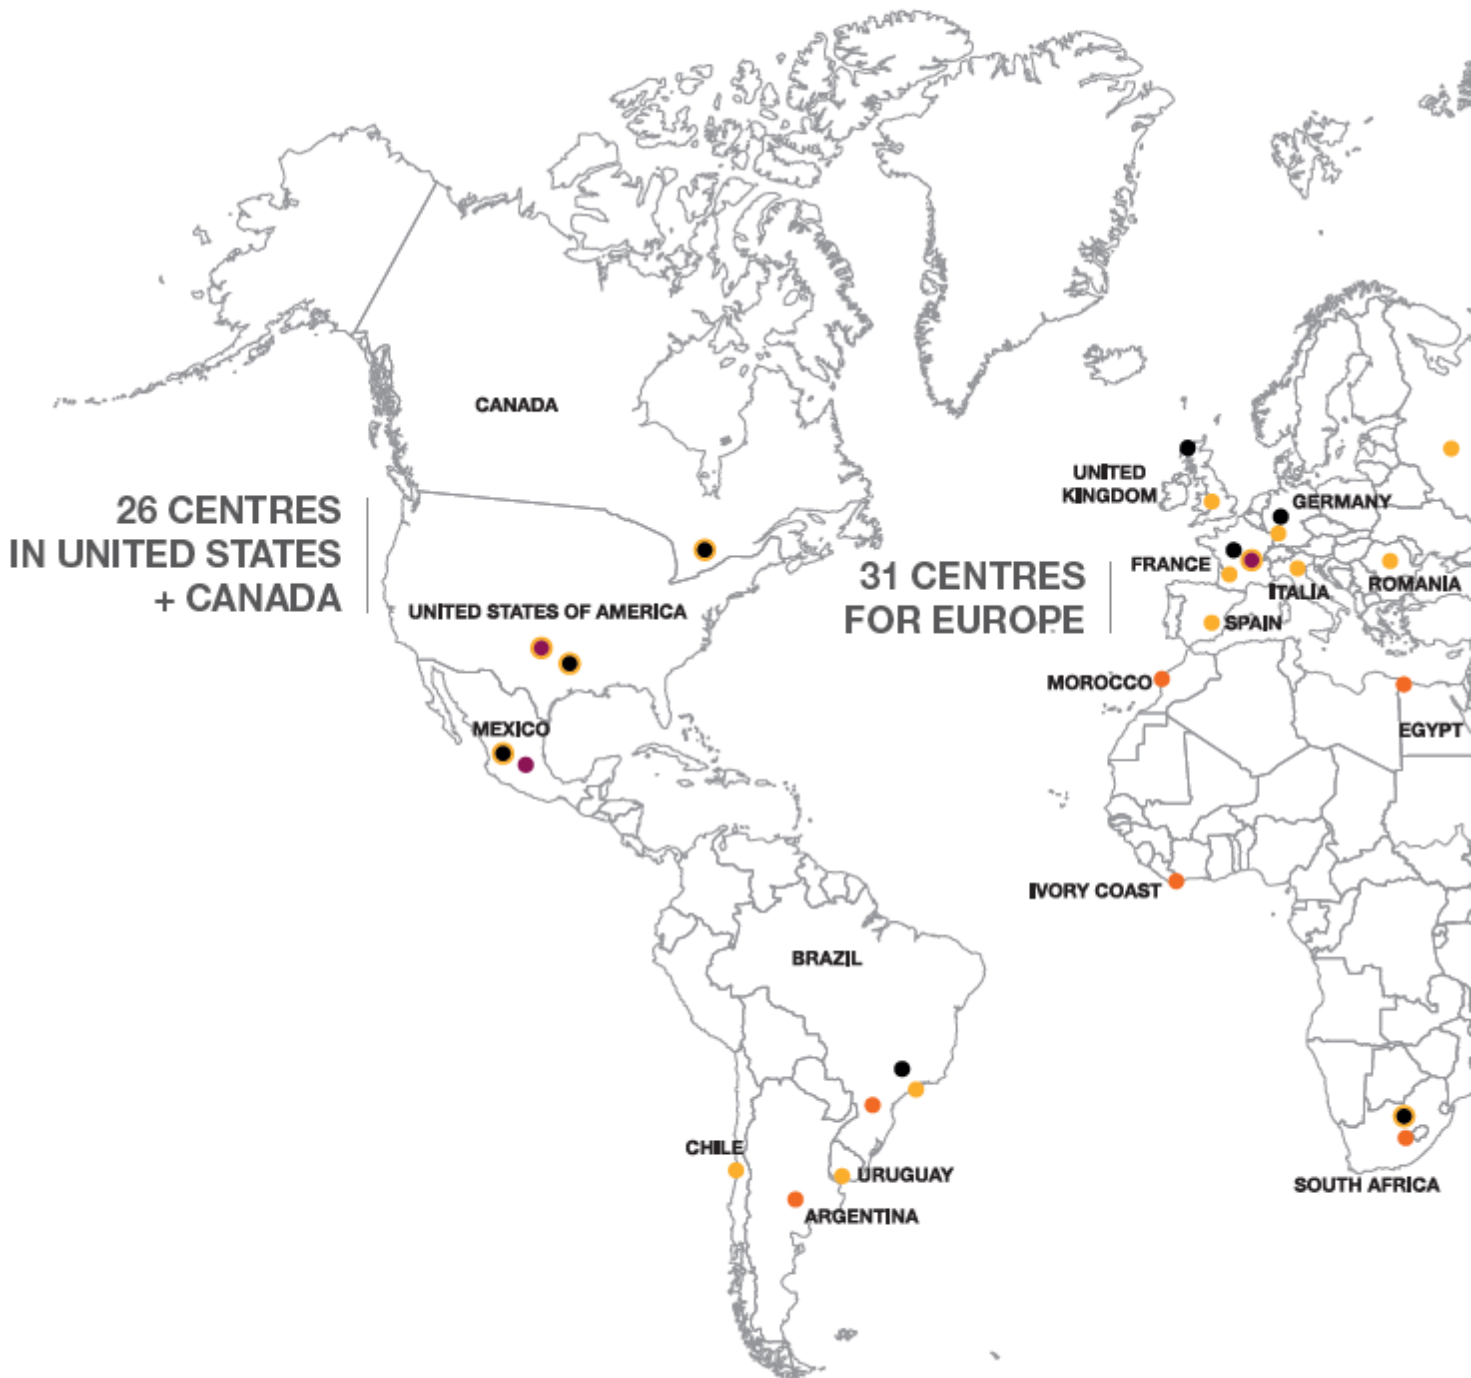 CANADA
26 CENTRES
IN UNITED STATES
+ CANADA
UNITED STATES OF AMERICA
MEXICO
UNITED
KINGDOM
GERMANY
FRANCE
31 CENTRES
FOR EUROPE
ITALIA
ROMANIA
SPAIN
MOROCCO
EGYPT
IVORY COAST
BRAZIL
CHILE
URUGUAY
ARGENTINA
SOUTH AFRICA